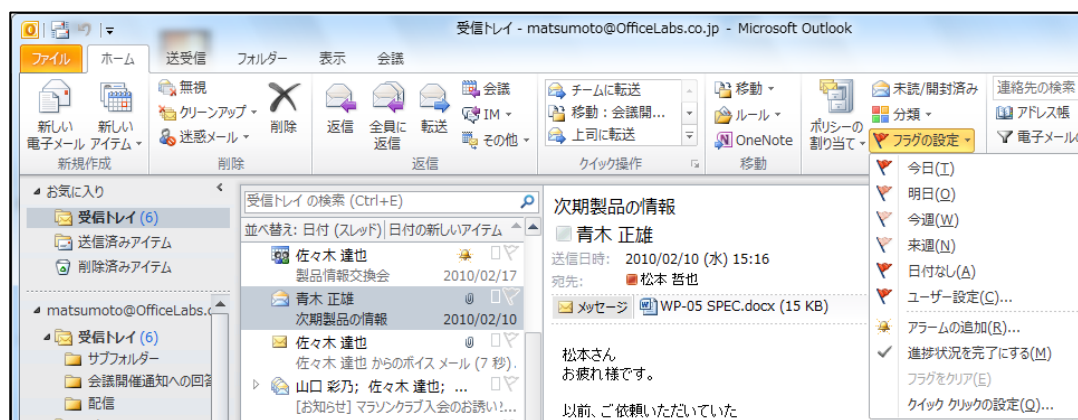 受信トレイ - matsumoto@OfficeLabs.co.jp - Microsoft Outlook
ファイル ホーム 送受信 フォルダー 表示 会議
新しい電子メール
新しいアイテム
新規作成
無視
クリーンアップ
迷惑メール
削除
削除
返信
全員に返信
転送
会議
IM
その他
返信
チームに転送
移動：会議開...
上司に転送
クイック操作
移動
ルール
OneNote
移動
ポリシーの割り当て
未読/開封済み
分類
フラグの設定
連絡先の検索
アドレス帳
電子メールの
お気に入り
受信トレイ (6)
送信済みアイテム
削除済みアイテム
matsumoto@OfficeLabs.c
受信トレイ (6)
サブフォルダー
会議開催通知への回答
配信
受信トレイ の検索 (Ctrl+E)
並べ替え: 日付 (スレッド) 日付の新しいアイテム
佐々木 達也
製品情報交換会 2010/02/17
青木 正雄
次期製品の情報 2010/02/10
佐々木 達也
佐々木 達也 からのボイス メール (7 秒).
山口 彩乃; 佐々木 達也; ...
[お知らせ] マラソンクラブ入会のお誘い!...
次期製品の情報
青木 正雄
送信日時: 2010/02/10 (水) 15:16
宛先: 松本 哲也
メッセージ WP-05 SPEC.docx (15 KB)
松本さん
お疲れ様です。
以前、ご依頼いただいていた
今日(T)
明日(O)
今週(W)
来週(N)
日付なし(A)
ユーザー設定(C)...
アラームの追加(R)...
進捗状況を完了にする(M)
フラグをクリア(E)
クイック クリックの設定(Q)...